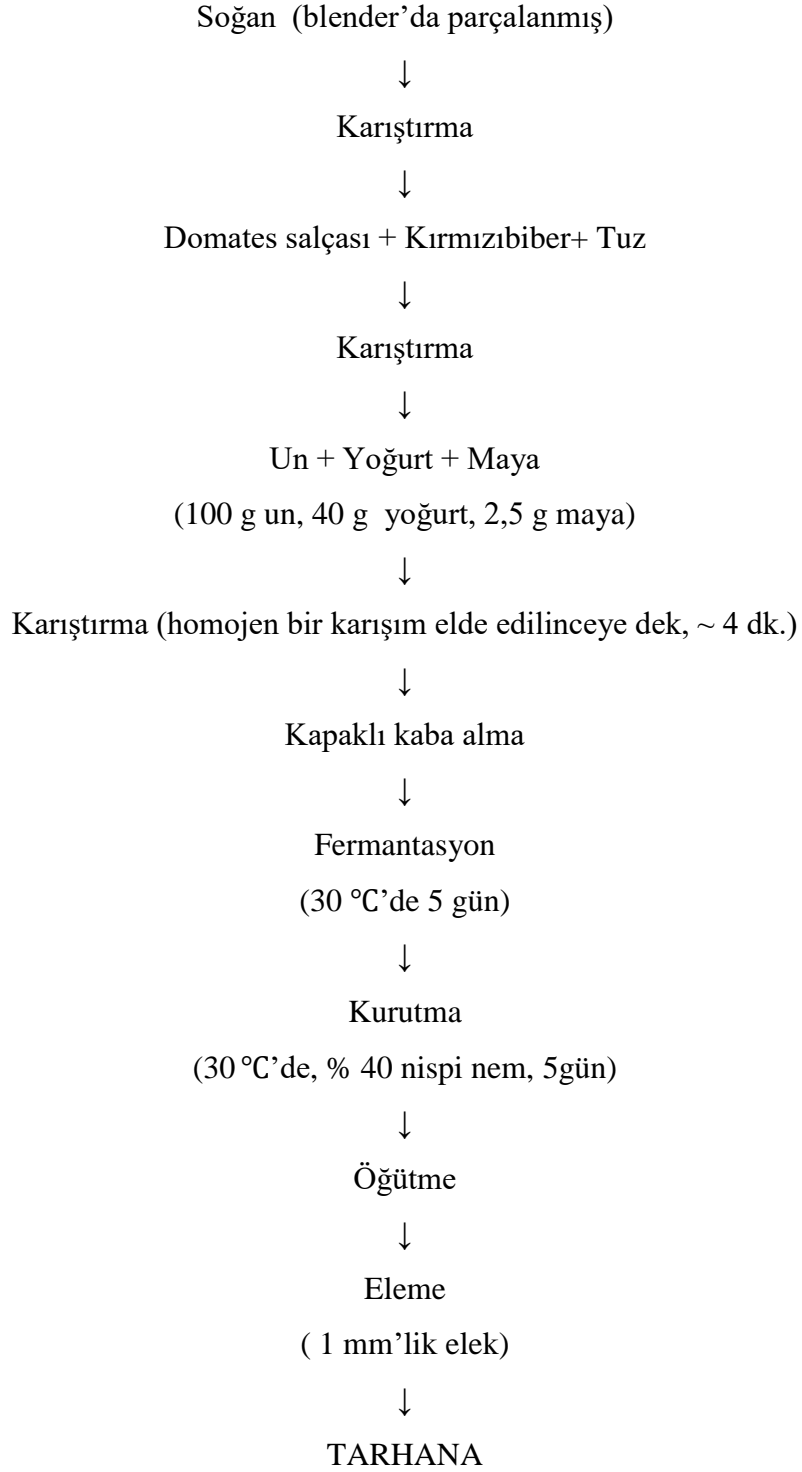 Soğan  (blender’da parçalanmış)
↓
Karıştırma
↓
Domates salçası + Kırmızıbiber+ Tuz
↓
Karıştırma
↓
Un + Yoğurt + Maya
(100 g un, 40 g  yoğurt, 2,5 g maya)
↓
Karıştırma (homojen bir karışım elde edilinceye dek, ~ 4 dk.)
↓
Kapaklı kaba alma
↓
Fermantasyon
(30 °C’de 5 gün)
↓
Kurutma
(30 °C’de, % 40 nispi nem, 5gün)
↓
Öğütme
↓
Eleme
( 1 mm’lik elek)
↓
TARHANA